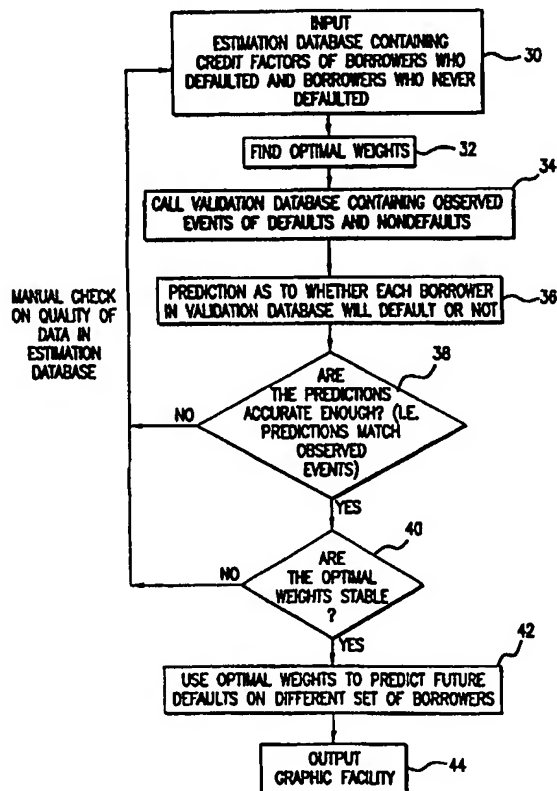 INPUT
ESTIMATION DATABASE CONTAINING
CREDIT FACTORS OF BORROWERS WHO
DEFAULTED AND BORROWERS WHO NEVER
DEFAULTED
30
FIND OPTIMAL WEIGHTS
32
34
CALL VALIDATION DATABASE CONTAINING OBSERVED
EVENTS OF DEFAULTS AND NONDEFAULTS
MANUAL CHECK
ON QUALITY OF
DATA IN
ESTIMATION
DATABASE
PREDICTION AS TO WHETHER EACH BORROWER
IN VALIDATION DATABASE WILL DEFAULT OR NOT
36
38
ARE
THE PREDICTIONS
ACCURATE ENOUGH? (I.E.
PREDICTIONS MATCH
OBSERVED
EVENTS)
NO
YES
40
ARE
THE OPTIMAL
WEIGHTS STABLE
?
NO
YES
42
USE OPTIMAL WEIGHTS TO PREDICT FUTURE
DEFAULTS ON DIFFERENT SET OF BORROWERS
OUTPUT
GRAPHIC FACILITY
44